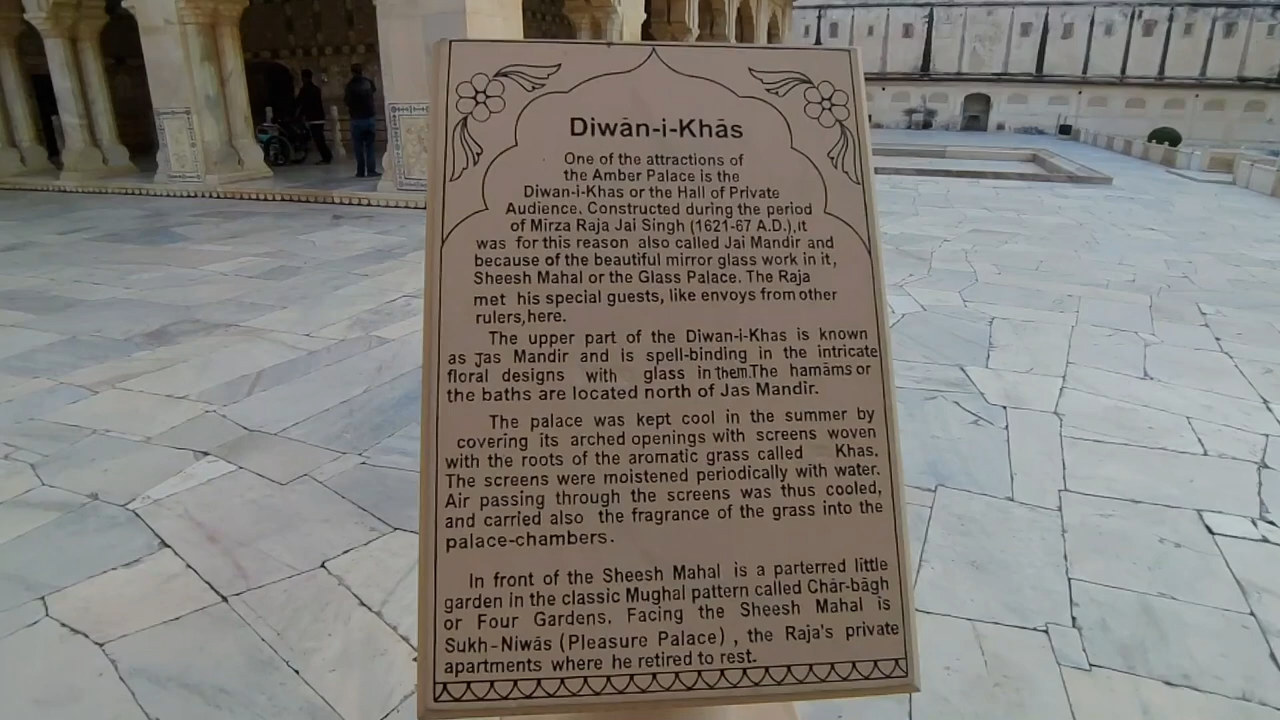 Diwān-i-Khās
One of the attractions of
the Amber Palace is the
Diwan-i-Khas or the Hall of Private
Audience. Constructed during the period
of Mirza Raja Jai Singh (1621-67 A.D.),it
was for this reason also called Jai Mandir and
because of the beautiful mirror glass work in it,
Sheesh Mahal or the Glass Palace. The Raja
met his special guests, like envoys from other
rulers,here.
The upper part of the Diwan-i-Khas is known
as Jas Mandir and is spell-binding in the intricate
floral designs with glass in them.The hamāms or
the baths are located north of Jas Mandir.
The palace was kept cool in the summer by
covering its arched openings with screens woven
with the roots of the aromatic grass called Khas.
The screens were moistened periodically with water.
Air passing through the screens was thus cooled,
and carried also the fragrance of the grass into the
palace-chambers.
In front of the Sheesh Mahal is a parterred little
garden in the classic Mughal pattern called Chār-bāgh
or Four Gardens. Facing the Sheesh Mahal is
Sukh-Niwās (Pleasure Palace) , the Raja's private
apartments where he retired to rest.